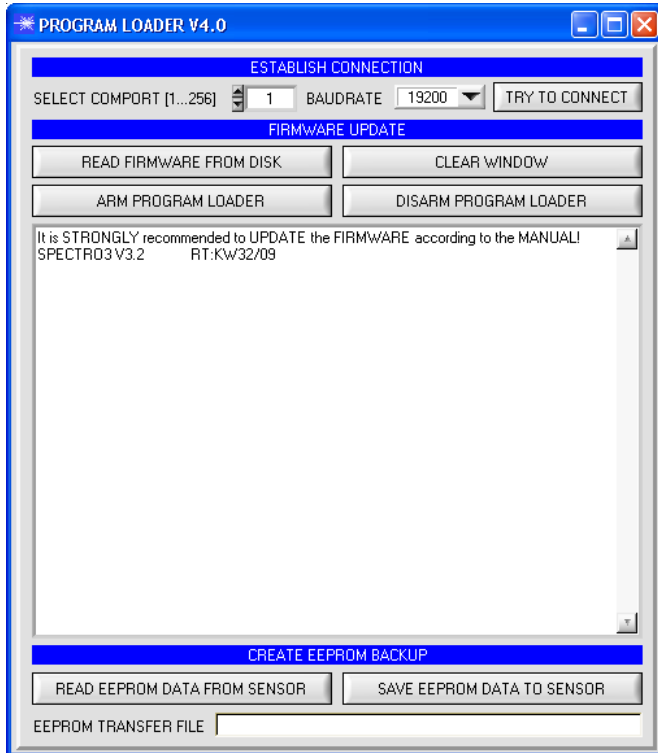 PROGRAM LOADER V4.0
ESTABLISH CONNECTION
SELECT COMPORT [1...256] 1 BAUDRATE 19200 TRY TO CONNECT
FIRMWARE UPDATE
READ FIRMWARE FROM DISK CLEAR WINDOW
ARM PROGRAM LOADER DISARM PROGRAM LOADER
It is STRONGLY recommended to UPDATE the FIRMWARE according to the MANUAL!
SPECTRO3 V3.2 RT:KW32/09
CREATE EEPROM BACKUP
READ EEPROM DATA FROM SENSOR SAVE EEPROM DATA TO SENSOR
EEPROM TRANSFER FILE